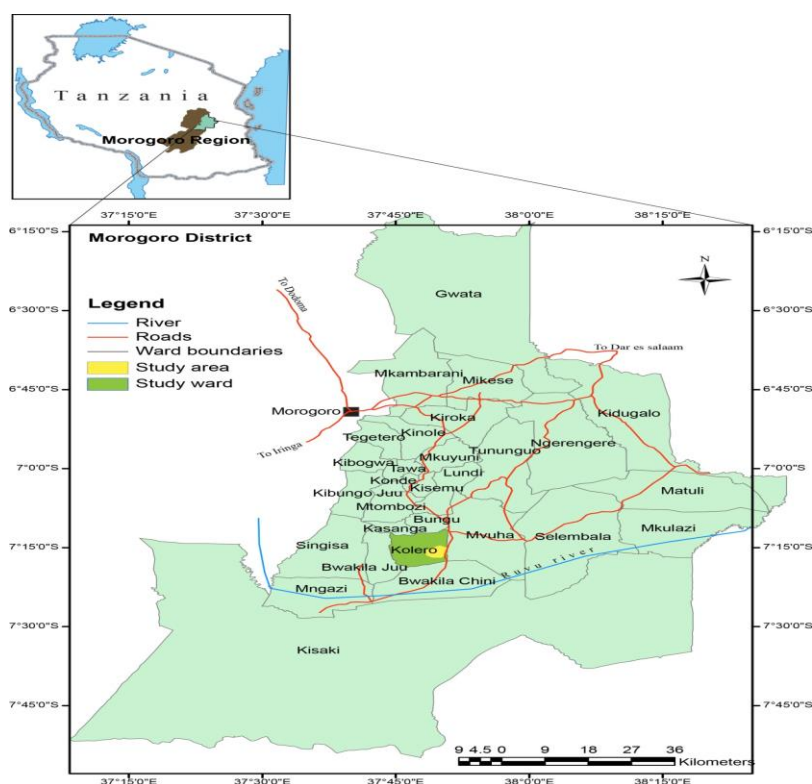 Tanzania
Morogoro Region
37°15'0"E 37°30'0"E 37°45'0"E 38°0'0"E 38°15'0"E
Morogoro District
N
Legend
River
Roads
Ward boundaries
Study area
Study ward
6°15'0"S 6°15'0"S
6°30'0"S 6°30'0"S
6°45'0"S 6°45'0"S
7°0'0"S 7°0'0"S
7°15'0"S 7°15'0"S
7°30'0"S 7°30'0"S
7°45'0"S 7°45'0"S
To Dodoma
Gwata
To Dar es salaam
Mkambarani
Mikese
Morogoro
Kiroka
Kidugalo
To Iringa
Tegetero
Kinole
Ngerengere
Tununguo
Kibogwa
Mkuyuni
Tawa
Lundi
Konde
Kisemu
Kibungo Juu
Matuli
Mtombozi
Bungu
Kasanga
Mvuha
Selembala
Mkulazi
Singisa
Kolero
Bwakila Juu
Ruvu river
Bwakila Chini
Mngazi
Kisaki
9 4.5 0 9 18 27 36
Kilometers
37°15'0"E 37°30'0"E 37°45'0"E 38°0'0"E 38°15'0"E